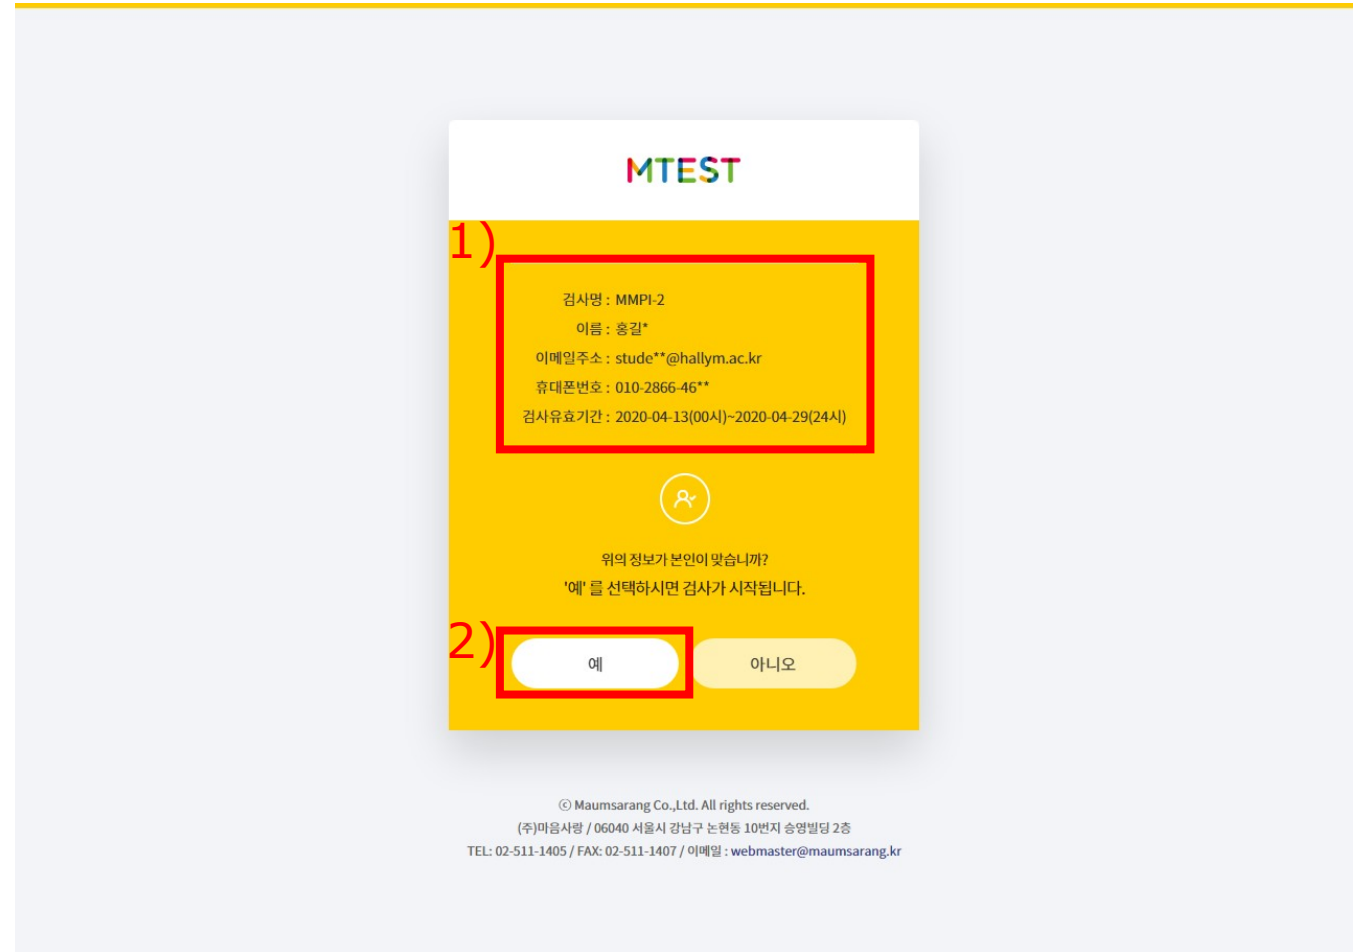 MTEST
1)
검사명 : MMPI-2
이름 : 홍길*
이메일주소 : stude**@hallym.ac.kr
휴대폰번호 : 010-2866-46**
검사유효기간 : 2020-04-13(00시)~2020-04-29(24시)
위의 정보가 본인이 맞습니까?
'예' 를 선택하시면 검사가 시작됩니다.
2)
예 아니오
ⓒ Maumsarang Co.,Ltd. All rights reserved.
(주)마음사랑 / 06040 서울시 강남구 논현동 10번지 승영빌딩 2층
TEL: 02-511-1405 / FAX: 02-511-1407 / 이메일 : webmaster@maumsarang.kr